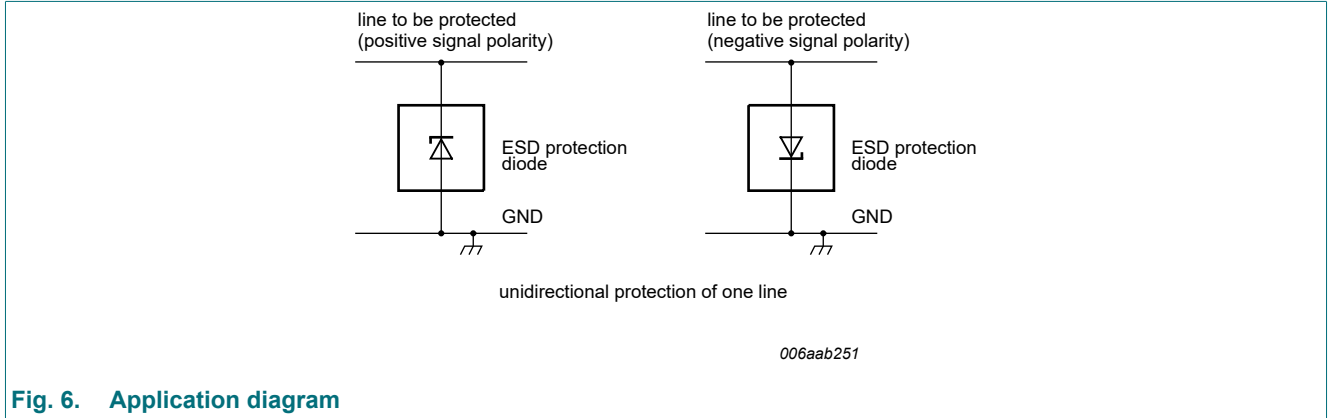 line to be protected
(positive signal polarity)
line to be protected
(negative signal polarity)
ESD protection
diode
ESD protection
diode
GND
GND
unidirectional protection of one line
006aab251
Fig. 6. Application diagram